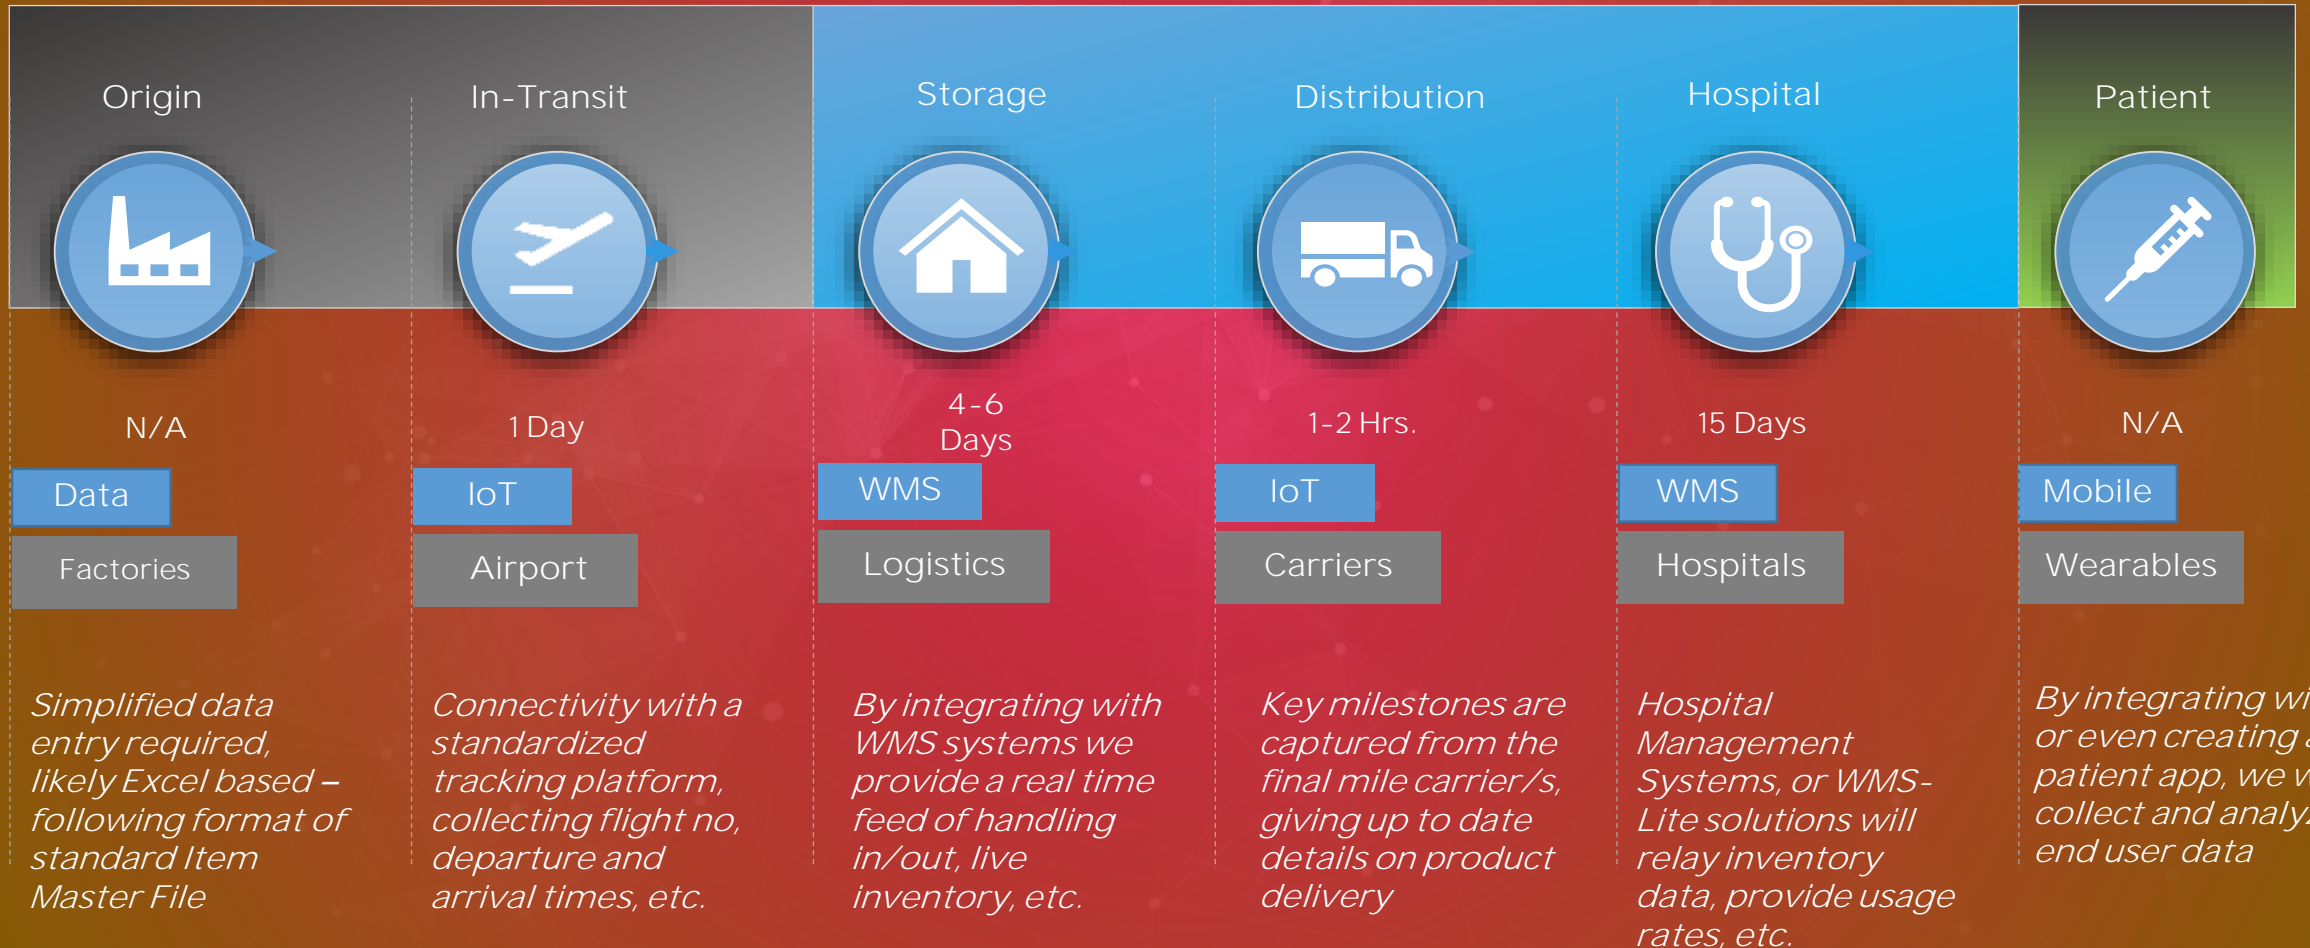 Origin
N/A
Data
Factories
Simplified data
entry required,
likely Excel based –
following format of
standard Item
Master File
In-Transit
1 Day
IoT
Airport
Connectivity with a
standardized
tracking platform,
collecting flight no,
departure and
arrival times, etc.
Storage
4-6
Days
WMS
Logistics
By integrating with
WMS systems we
provide a real time
feed of handling
in/out, live
inventory, etc.
Distribution
1-2 Hrs.
IoT
Carriers
Key milestones are
captured from the
final mile carrier/s,
giving up to date
details on product
delivery
Hospital
15 Days
WMS
Hospitals
Hospital
Management
Systems, or WMS-
Lite solutions will
relay inventory
data, provide usage
rates, etc.
Patient
N/A
Mobile
Wearables
By integrating
or even creating
patient app, we
collect and
end user data